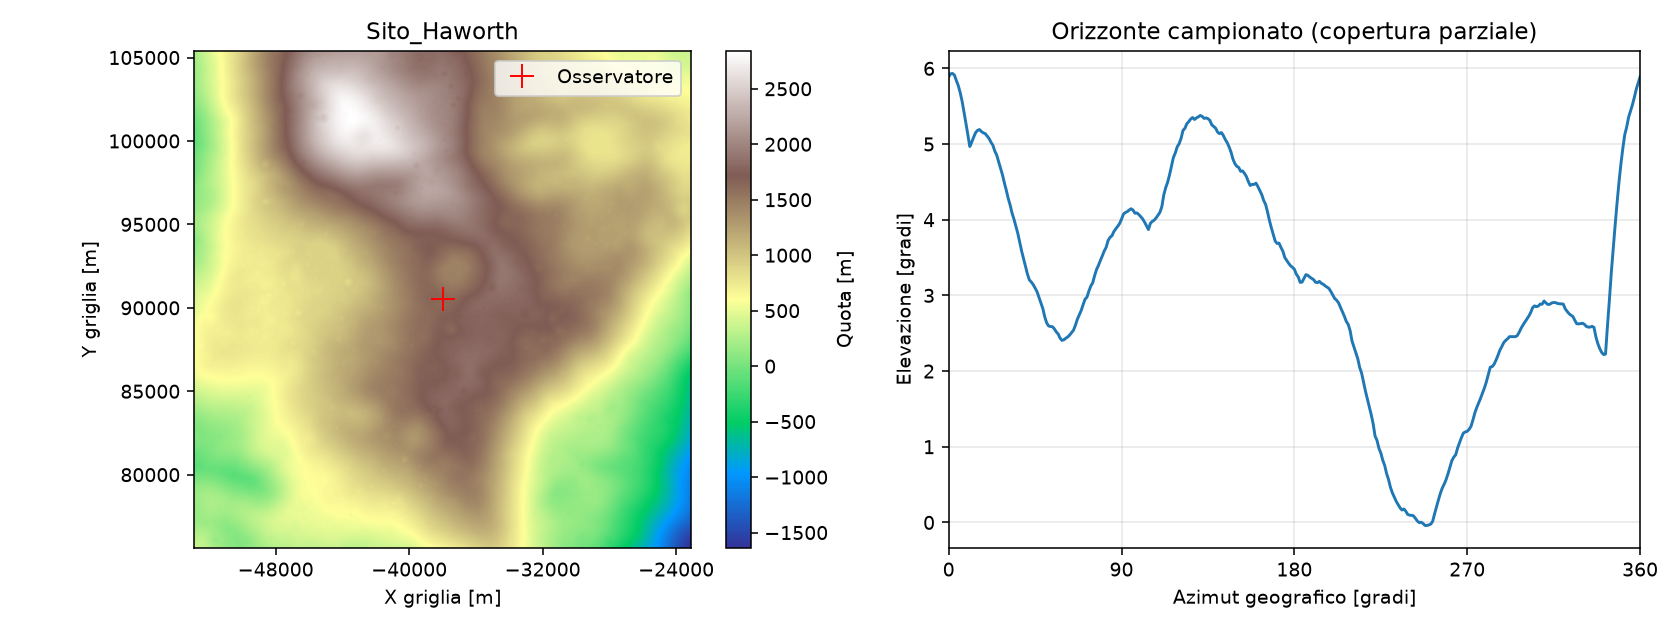 Sito_Haworth
Osservatore
105000
100000
95000
90000
85000
80000
Y griglia [m]
−48000 −40000 −32000 −24000
X griglia [m]
2500
2000
1500
1000
500
0
−500
−1000
−1500
Quota [m]
Orizzonte campionato (copertura parziale)
6
5
4
3
2
1
0
Elevazione [gradi]
0 90 180 270 360
Azimut geografico [gradi]